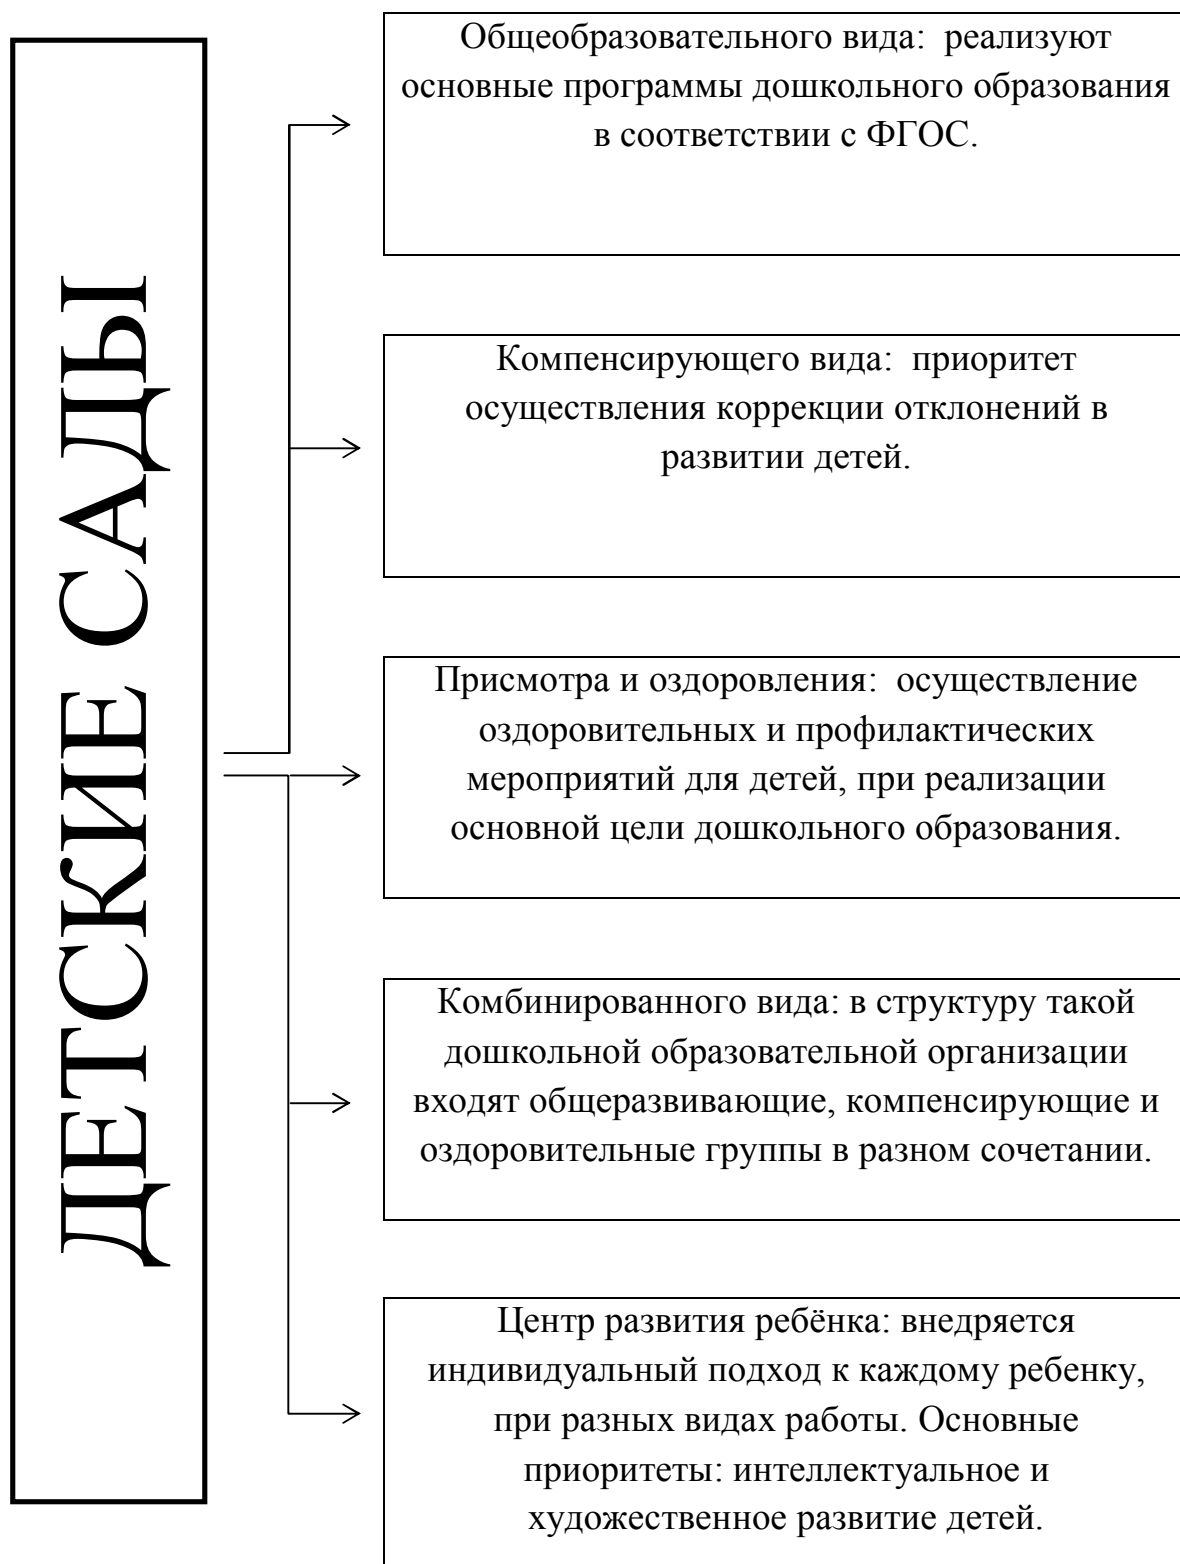 ДЕТСКИЕ САДЫ
Общеобразовательного вида:  реализуют
основные программы дошкольного образования
в соответствии с ФГОС.
Компенсирующего вида:  приоритет
осуществления коррекции отклонений в
развитии детей.
Присмотра и оздоровления:  осуществление
оздоровительных и профилактических
мероприятий для детей, при реализации
основной цели дошкольного образования.
Комбинированного вида: в структуру такой
дошкольной образовательной организации
входят общеразвивающие, компенсирующие и
оздоровительные группы в разном сочетании.
Центр развития ребёнка: внедряется
индивидуальный подход к каждому ребенку,
при разных видах работы. Основные
приоритеты: интеллектуальное и
художественное развитие детей.